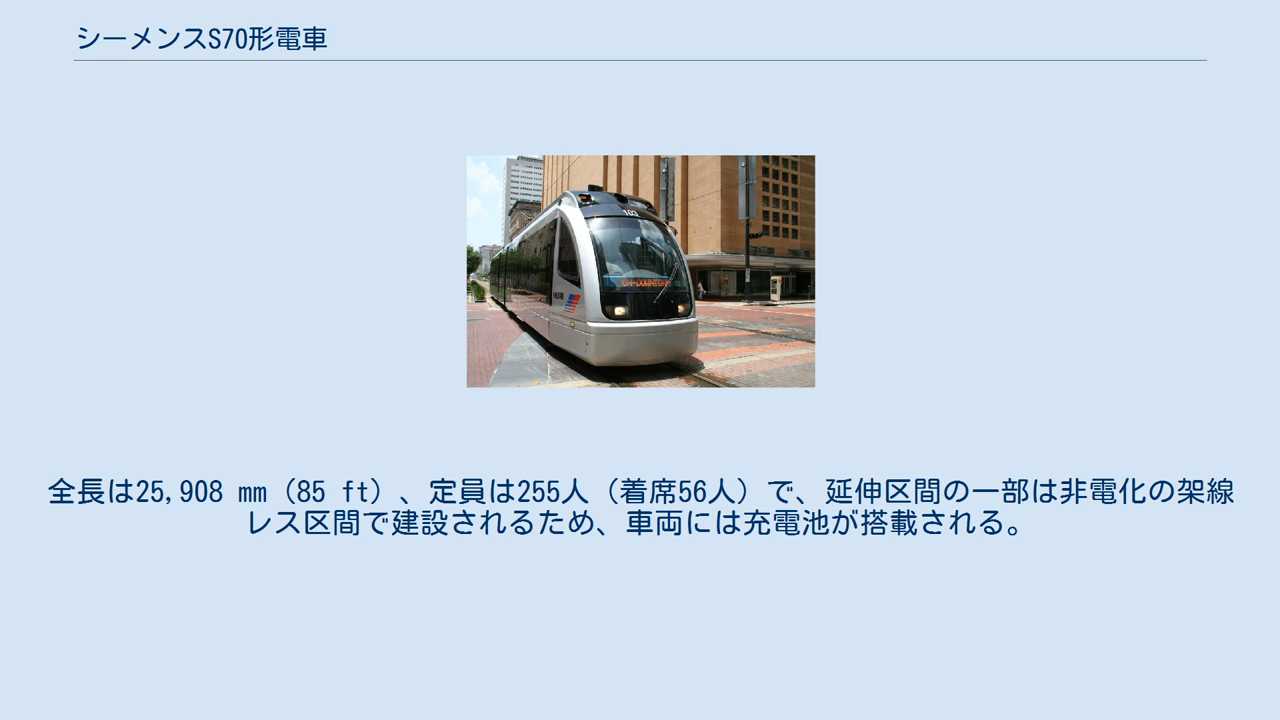 シーメンスS70形電車
103
全長は25,908 mm（85 ft）、定員は255人（着席56人）で、延伸区間の一部は非電化の架線
レス区間で建設されるため、車両には充電池が搭載される。